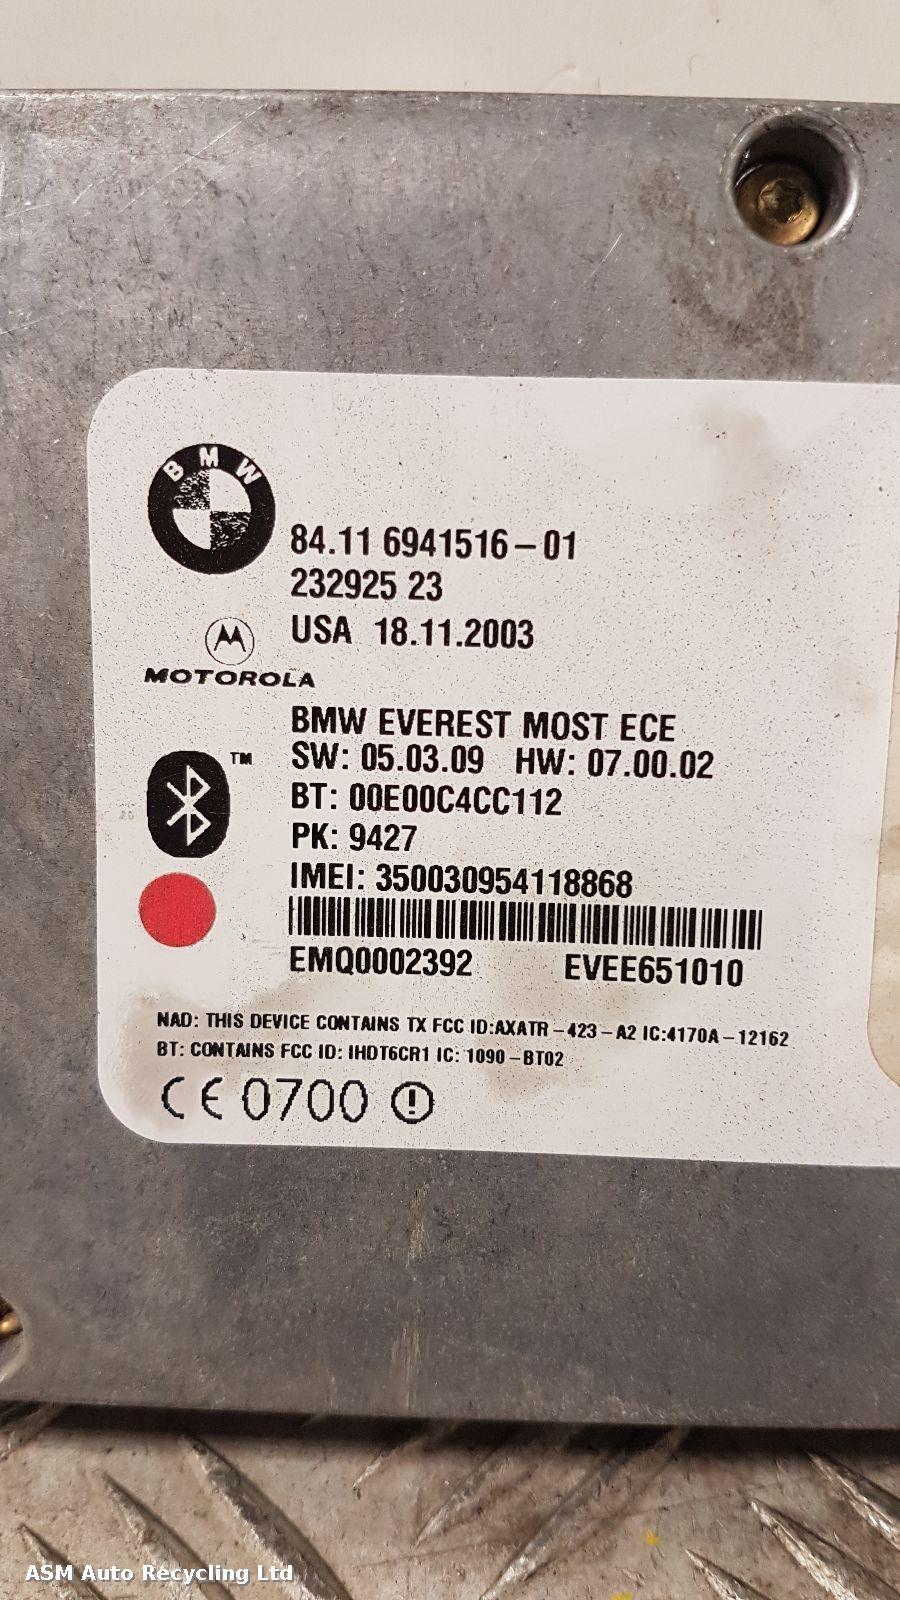 BMW
84.11 6941516-01
232925 23
USA 18.11.2003
MOTOROLA
BMW EVEREST MOST ECE
TM
SW: 05.03.09 HW: 07.00.02
BT: 00E00C4CC112
PK: 9427
IMEI: 350030954118868
EMQ0002392 EVEE651010
NAD: THIS DEVICE CONTAINS TX FCC ID:AXATR-423-A2 IC:4170A-12162
BT: CONTAINS FCC ID: IHDT6CR1 IC: 1090-BT02
CE 0700
ASM Auto Recycling Ltd